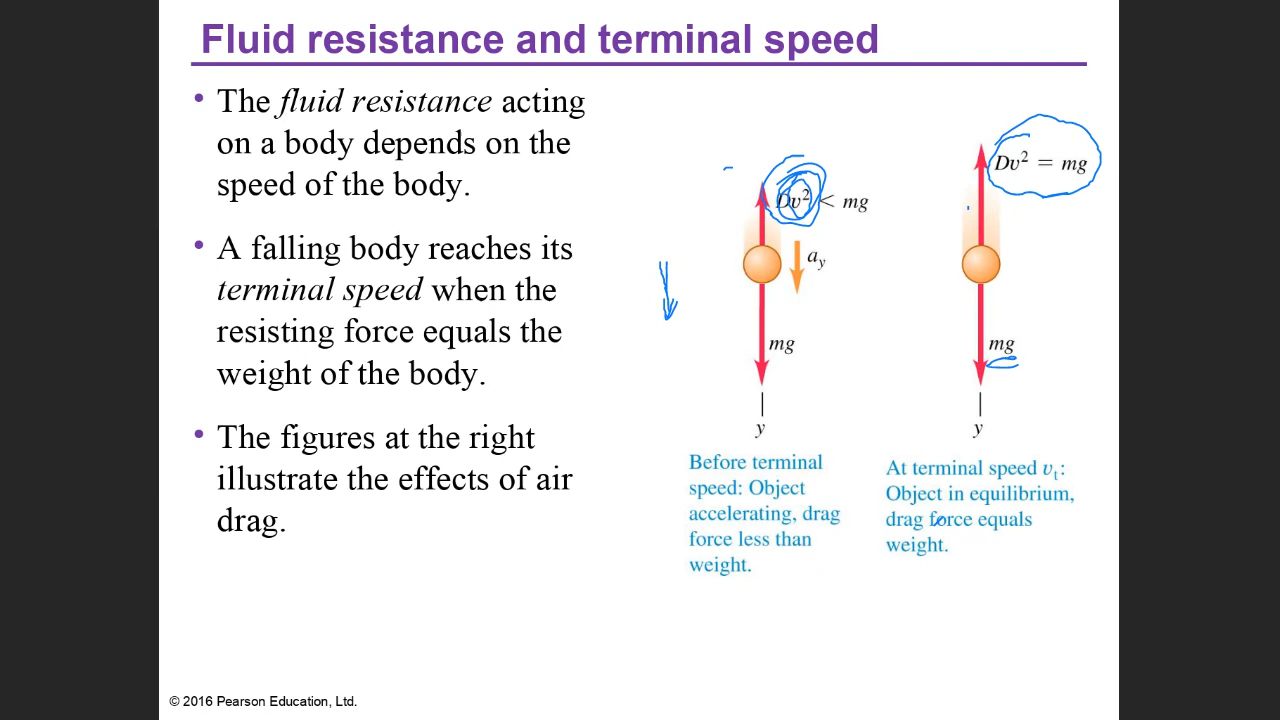 Fluid resistance and terminal speed
• The fluid resistance acting
on a body depends on the
speed of the body.
• A falling body reaches its
terminal speed when the
resisting force equals the
weight of the body.
• The figures at the right
illustrate the effects of air
drag.
Dv² < mg
a_y
mg
y
Before terminal
speed: Object
accelerating, drag
force less than
weight.
Dv² = mg
mg
y
At terminal speed vₜ:
Object in equilibrium,
drag force equals
weight.
© 2016 Pearson Education, Ltd.